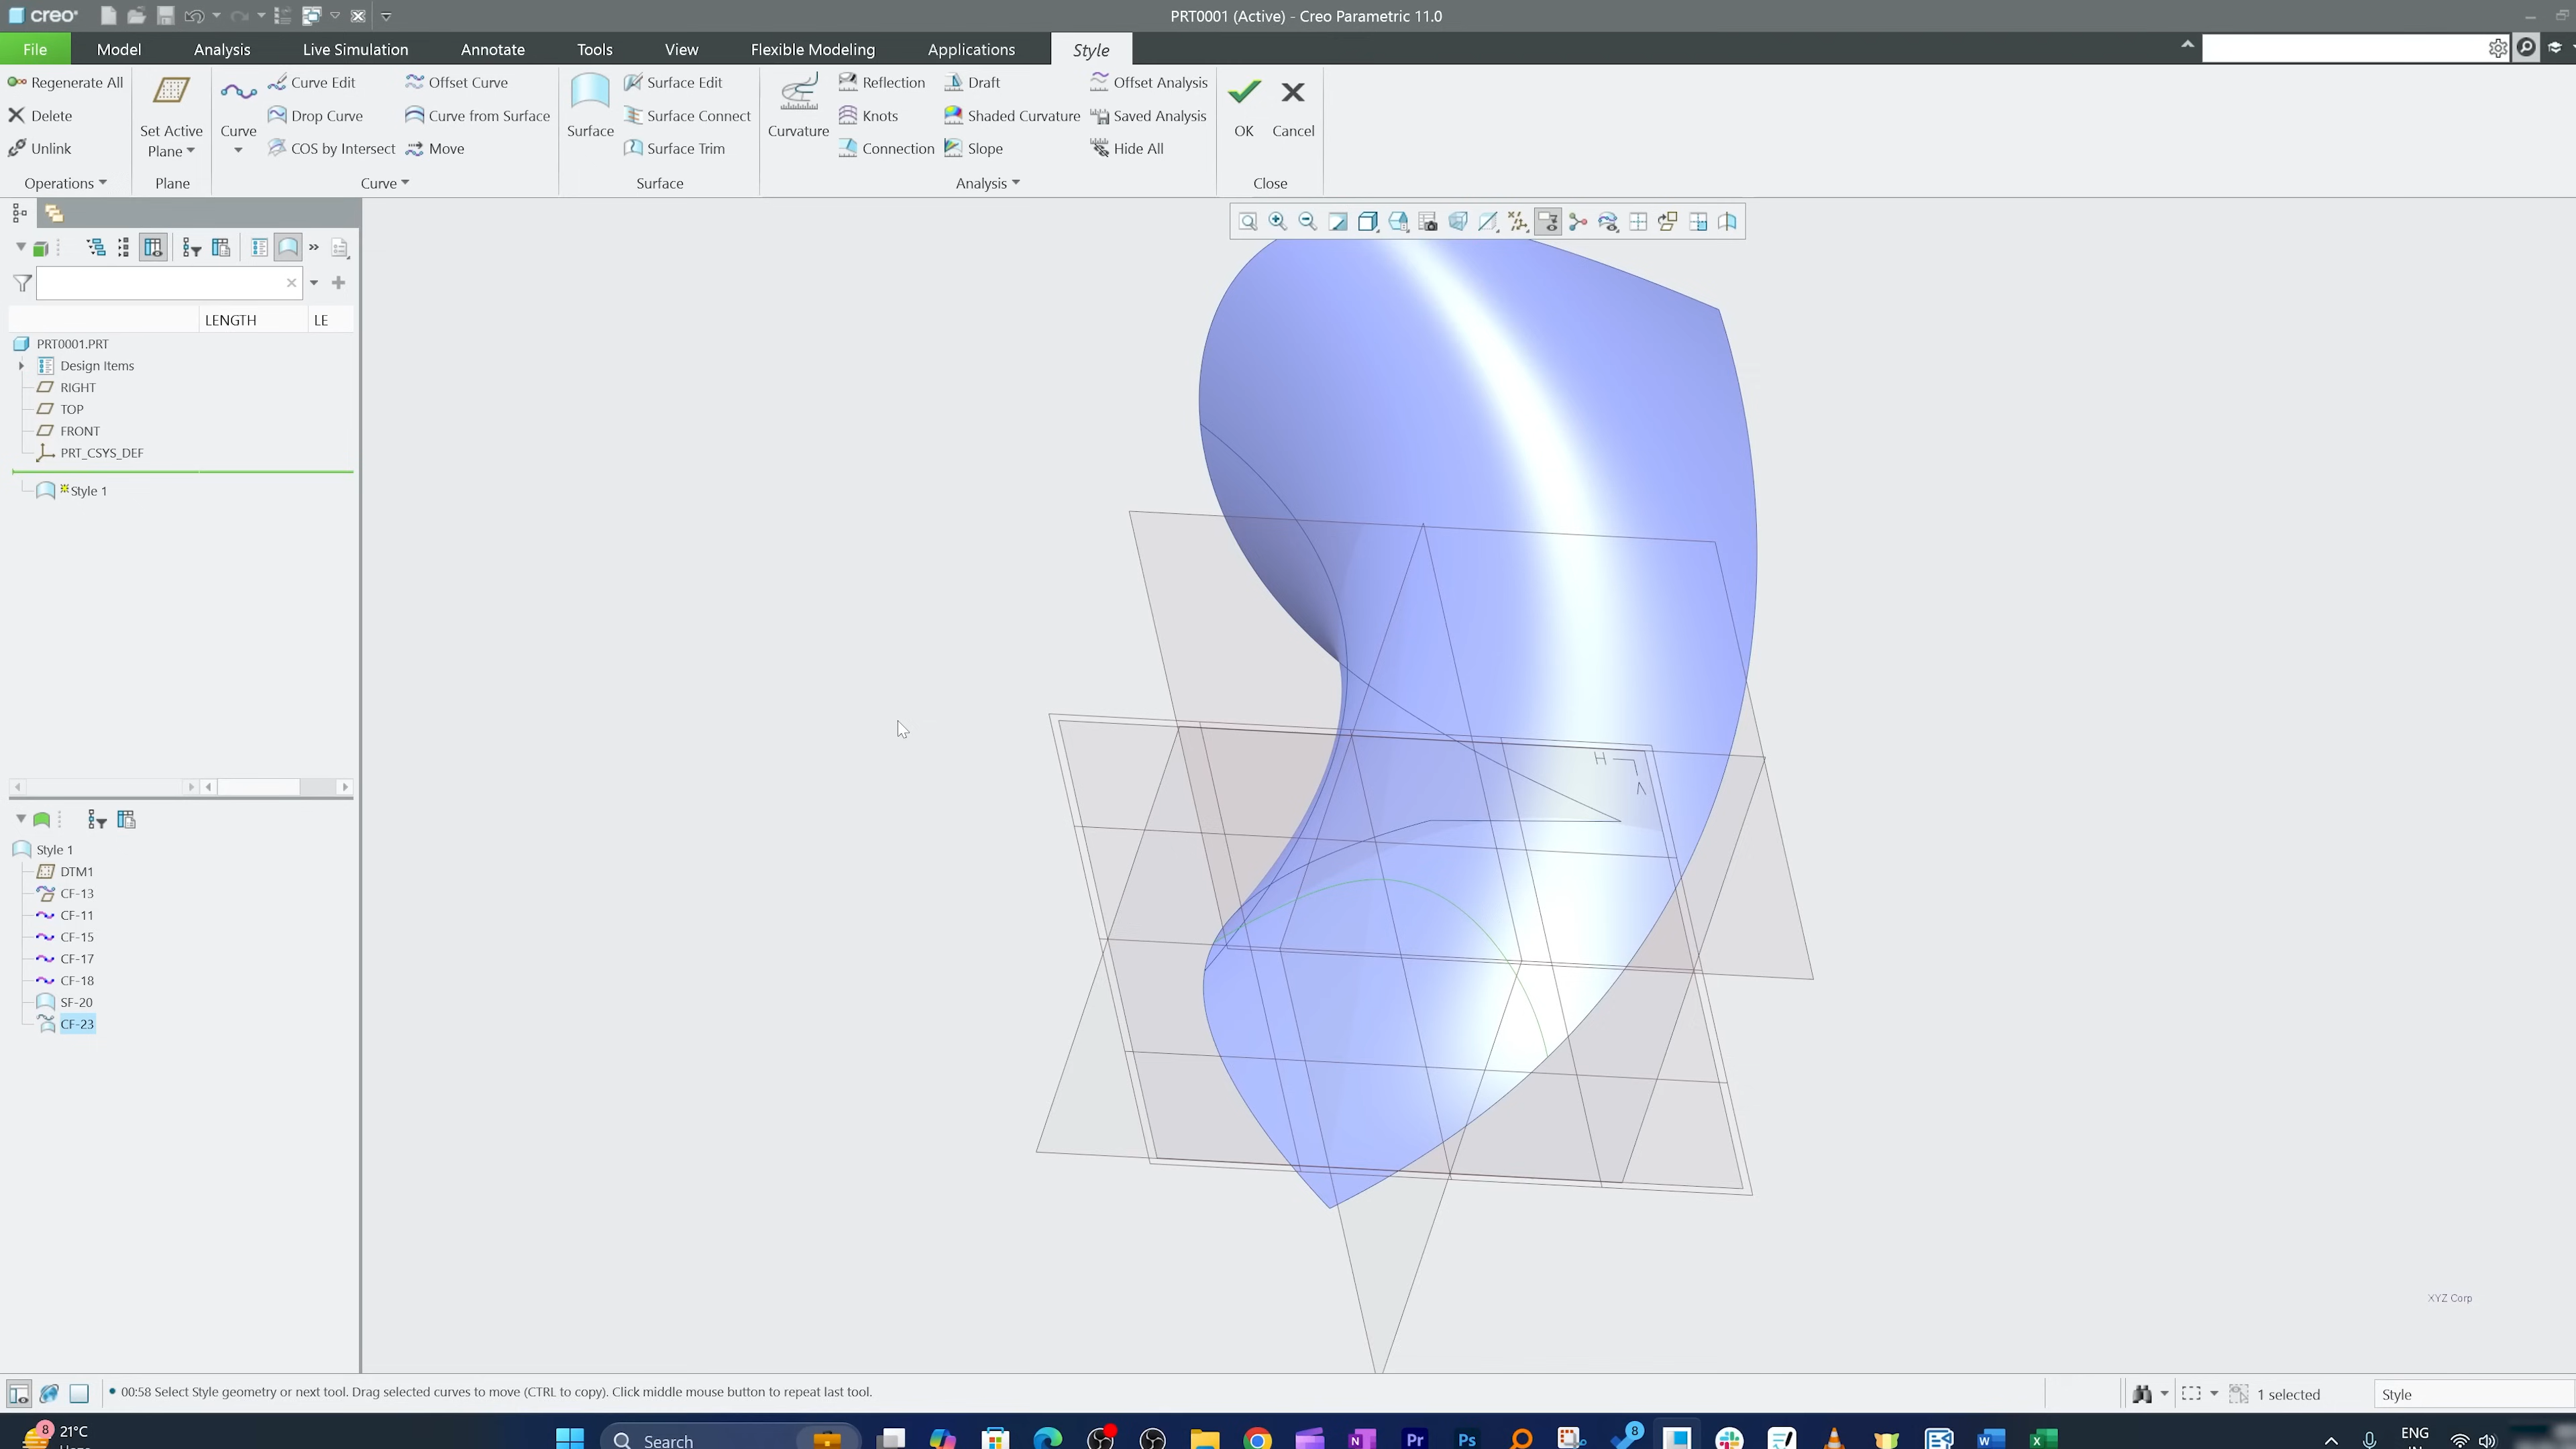 creo
PRT0001 (Active) - Creo Parametric 11.0
File Model Analysis Live Simulation Annotate Tools View Flexible Modeling Applications Style
Regenerate All
Delete
Unlink
Operations
Set Active
Plane
Plane
Curve
Curve Edit
Drop Curve
COS by Intersect
Offset Curve
Curve from Surface
Move
Curve
Surface
Surface Edit
Surface Connect
Surface Trim
Surface
Curvature
Reflection
Knots
Connection
Draft
Shaded Curvature
Slope
Offset Analysis
Saved Analysis
Hide All
Analysis
OK
Cancel
Close
LENGTH LE
PRT0001.PRT
Design Items
RIGHT
TOP
FRONT
PRT_CSYS_DEF
Style 1
Style 1
DTM1
CF-13
CF-11
CF-15
CF-17
CF-18
SF-20
CF-23
H
V
XYZ Corp
00:58 Select Style geometry or next tool. Drag selected curves to move (CTRL to copy). Click middle mouse button to repeat last tool.
1 selected
Style
8
21°C
Search
N
Pr
Ps
8
ENG